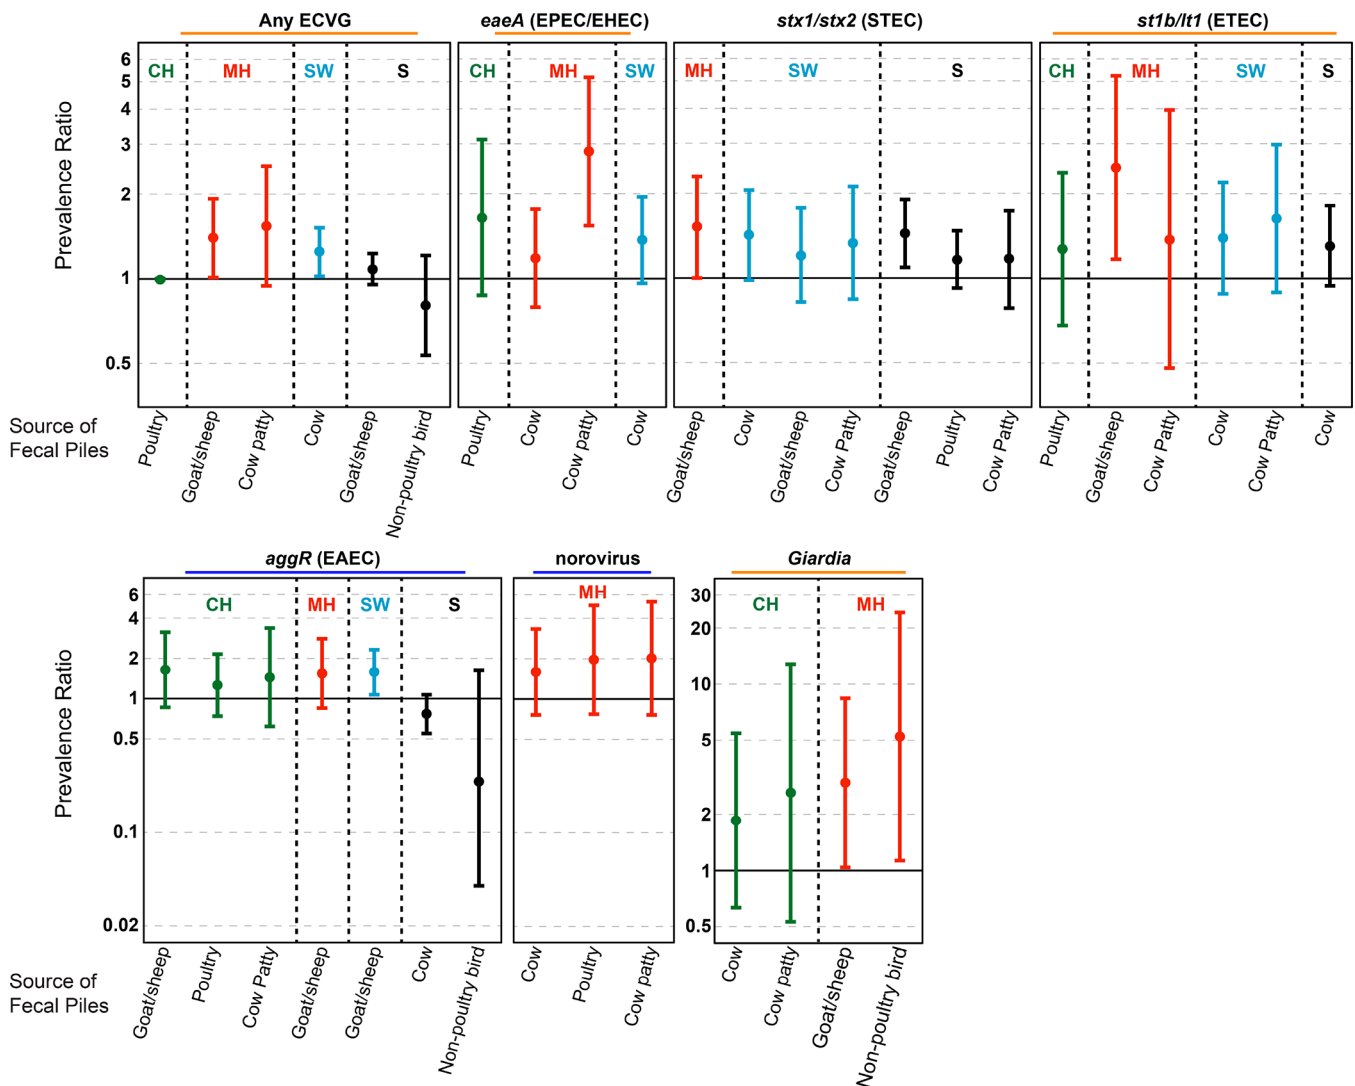 Any ECVG
eaeA (EPEC/EHEC)
stx1/stx2 (STEC)
st1b/lt1 (ETEC)
Prevalence Ratio
6
5
4
3
2
1
0.5
CH MH SW S
CH MH SW
MH SW S
CH MH SW S
Source of
Fecal Piles
Poultry
Goat/sheep
Cow patty
Cow
Goat/sheep
Non-poultry bird
Poultry
Cow
Cow patty
Cow
Goat/sheep
Cow
Goat/sheep
Cow Patty
Goat/sheep
Poultry
Cow Patty
Poultry
Goat/sheep
Cow Patty
Cow
Cow Patty
Cow
aggR (EAEC)
norovirus
Giardia
Prevalence Ratio
6
4
2
1
0.5
0.1
0.02
CH MH SW S
MH
30
20
10
5
2
1
0.5
CH MH
Source of
Fecal Piles
Goat/sheep
Poultry
Cow Patty
Goat/sheep
Goat/sheep
Cow
Non-poultry bird
Cow
Poultry
Cow patty
Cow
Cow patty
Goat/sheep
Non-poultry bird